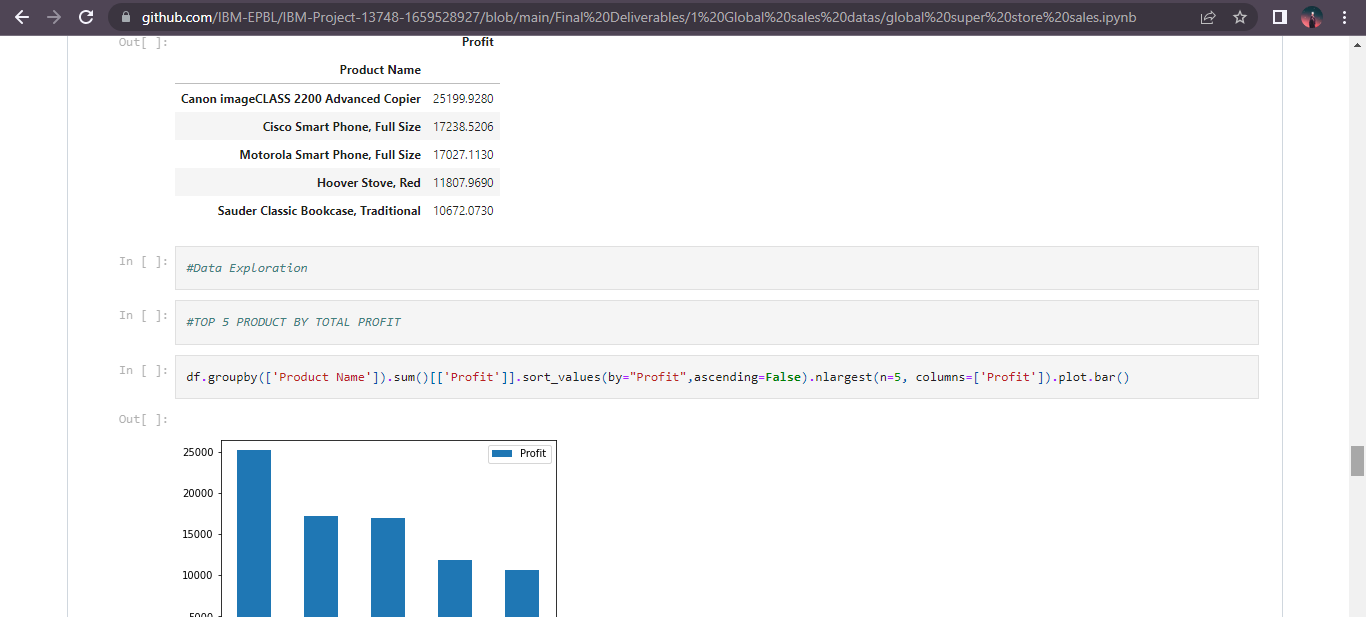 github.com/IBM-EPBL/IBM-Project-13748-1659528927/blob/main/Final%20Deliverables/1%20Global%20sales%20datas/global%20super%20store%20sales.ipynb
Out[ ]:
Profit
Product Name
Canon imageCLASS 2200 Advanced Copier 25199.9280
Cisco Smart Phone, Full Size 17238.5206
Motorola Smart Phone, Full Size 17027.1130
Hoover Stove, Red 11807.9690
Sauder Classic Bookcase, Traditional 10672.0730
In [ ]: #Data Exploration
In [ ]: #TOP 5 PRODUCT BY TOTAL PROFIT
In [ ]: df.groupby(['Product Name']).sum()[['Profit']].sort_values(by="Profit",ascending=False).nlargest(n=5, columns=['Profit']).plot.bar()
Out[ ]:
25000
Profit
20000
15000
10000
5000